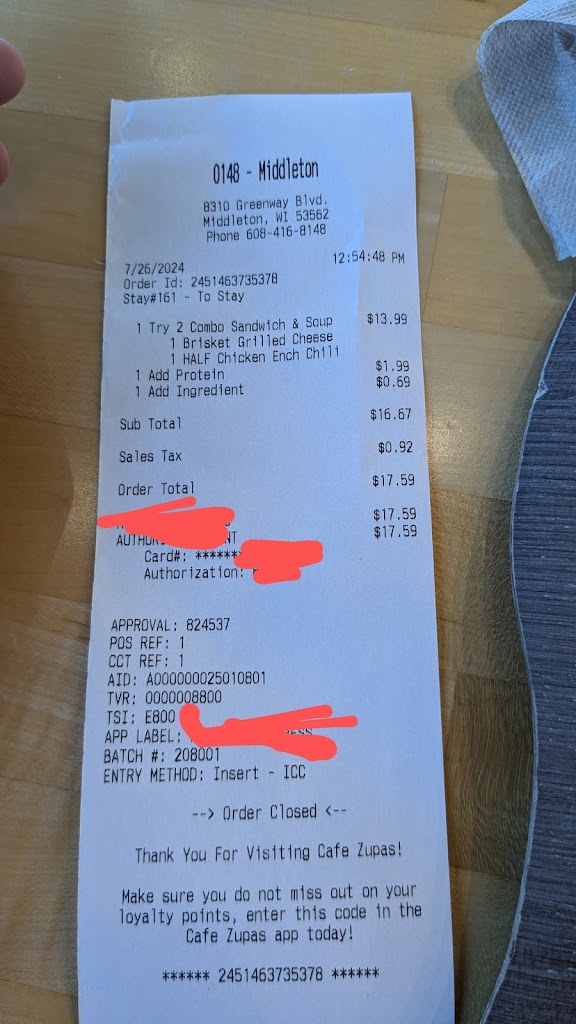 0148 - Middleton
8310 Greenway Blvd.
Middleton, WI 53562
Phone 608-416-8148
7/26/2024 12:54:48 PM
Order Id: 2451463735378
Stay#161 - To Stay
1 Try 2 Combo Sandwich & Soup $13.99
1 Brisket Grilled Cheese
1 HALF Chicken Ench Chili
1 Add Protein $1.99
1 Add Ingredient $0.69
Sub Total $16.67
Sales Tax $0.92
Order Total $17.59
$17.59
$17.59
Card#: *******
Authorization:
APPROVAL: 824537
POS REF: 1
CCT REF: 1
AID: A000000025010801
TVR: 0000008800
TSI: E800
APP LABEL:
BATCH #: 208001
ENTRY METHOD: Insert - ICC
--> Order Closed <--
Thank You For Visiting Cafe Zupas!
Make sure you do not miss out on your
loyalty points, enter this code in the
Cafe Zupas app today!
****** 2451463735378 ******